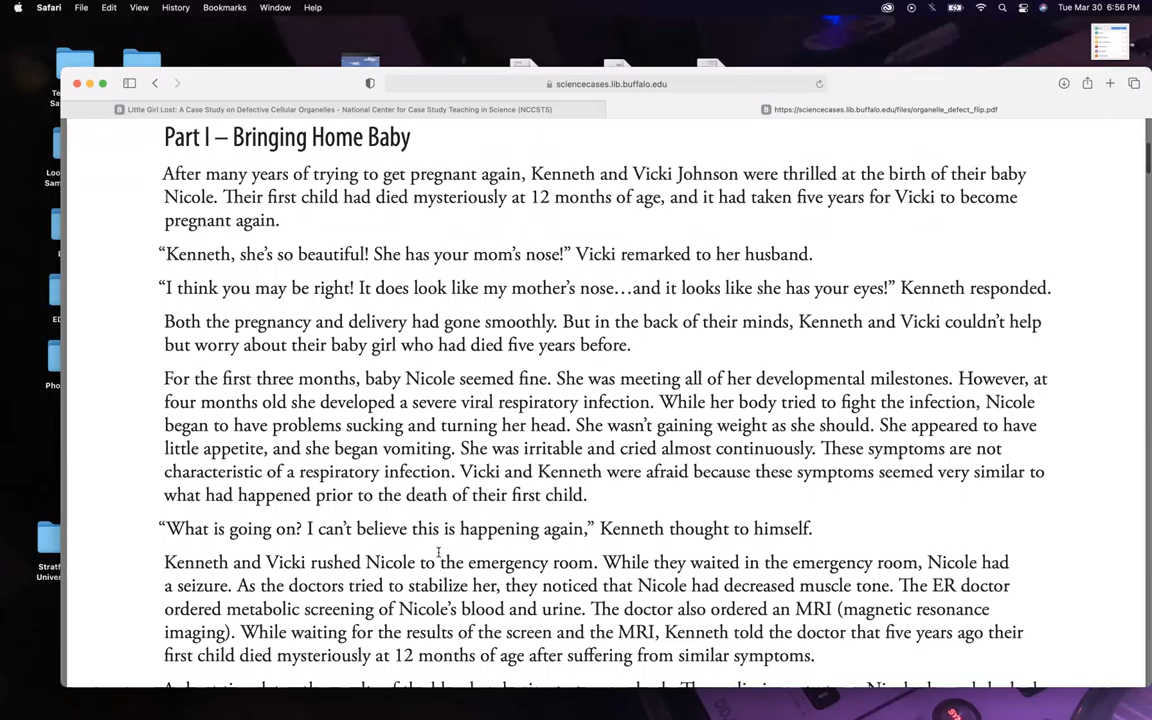 Safari File Edit View History Bookmarks Window Help Tue Mar 30 6:56 PM
sciencecases.lib.buffalo.edu
Little Girl Lost: A Case Study on Defective Cellular Organelles - National Center for Case Study Teaching in Science (NCCSTS)
https://sciencecases.lib.buffalo.edu/files/organelle_defect_flip.pdf
Part I – Bringing Home Baby
After many years of trying to get pregnant again, Kenneth and Vicki Johnson were thrilled at the birth of their baby
Nicole. Their first child had died mysteriously at 12 months of age, and it had taken five years for Vicki to become
pregnant again.
“Kenneth, she’s so beautiful! She has your mom’s nose!” Vicki remarked to her husband.
“I think you may be right! It does look like my mother’s nose…and it looks like she has your eyes!” Kenneth responded.
Both the pregnancy and delivery had gone smoothly. But in the back of their minds, Kenneth and Vicki couldn’t help
but worry about their baby girl who had died five years before.
For the first three months, baby Nicole seemed fine. She was meeting all of her developmental milestones. However, at
four months old she developed a severe viral respiratory infection. While her body tried to fight the infection, Nicole
began to have problems sucking and turning her head. She wasn’t gaining weight as she should. She appeared to have
little appetite, and she began vomiting. She was irritable and cried almost continuously. These symptoms are not
characteristic of a respiratory infection. Vicki and Kenneth were afraid because these symptoms seemed very similar to
what had happened prior to the death of their first child.
“What is going on? I can’t believe this is happening again,” Kenneth thought to himself.
Kenneth and Vicki rushed Nicole to the emergency room. While they waited in the emergency room, Nicole had
a seizure. As the doctors tried to stabilize her, they noticed that Nicole had decreased muscle tone. The ER doctor
ordered metabolic screening of Nicole’s blood and urine. The doctor also ordered an MRI (magnetic resonance
imaging). While waiting for the results of the screen and the MRI, Kenneth told the doctor that five years ago their
first child died mysteriously at 12 months of age after suffering from similar symptoms.